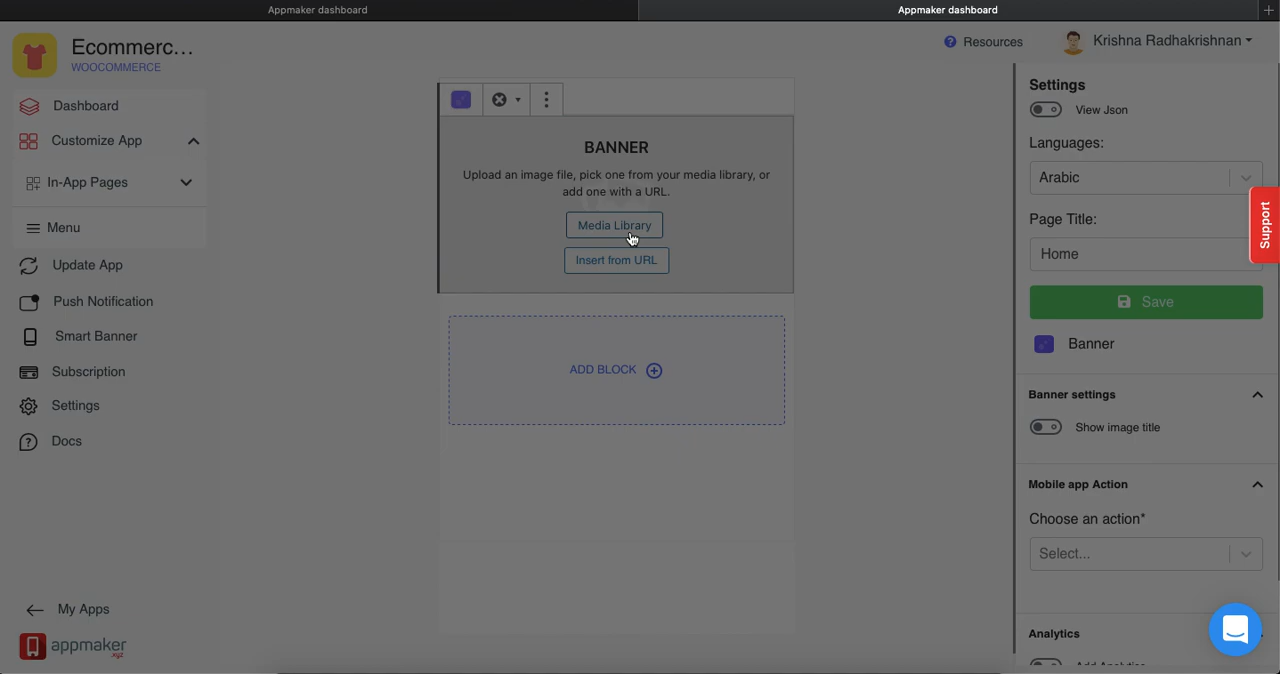 Appmaker dashboard
Appmaker dashboard
Ecommerc...
WOOCOMMERCE
Resources
Krishna Radhakrishnan
Dashboard
Customize App
In-App Pages
Menu
Update App
Push Notification
Smart Banner
Subscription
Settings
Docs
My Apps
appmaker
.xyz
BANNER
Upload an image file, pick one from your media library, or
add one with a URL.
Media Library
Insert from URL
ADD BLOCK
Settings
View Json
Languages:
Arabic
Page Title:
Home
Save
Banner
Banner settings
Show image title
Mobile app Action
Choose an action*
Select...
Analytics
Add Analytics
Support